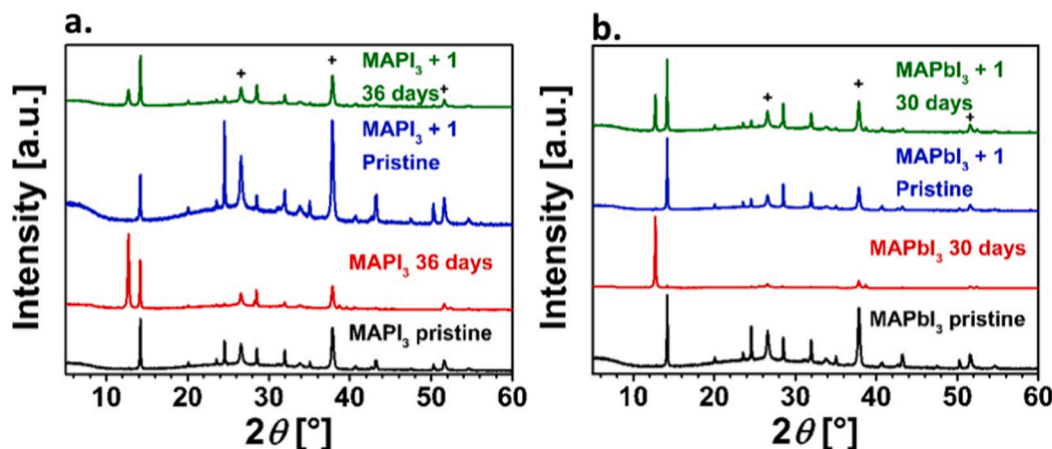 a.
Intensity [a.u.]
MAPI₃ + 1
36 days
+
+
+
MAPI₃ + 1
Pristine
MAPI₃ 36 days
MAPI₃ pristine
10 20 30 40 50 60
2θ [°]
b.
Intensity [a.u.]
MAPbI₃ + 1
30 days
+
+
+
MAPbI₃ + 1
Pristine
MAPbI₃ 30 days
MAPbI₃ pristine
10 20 30 40 50 60
2θ [°]